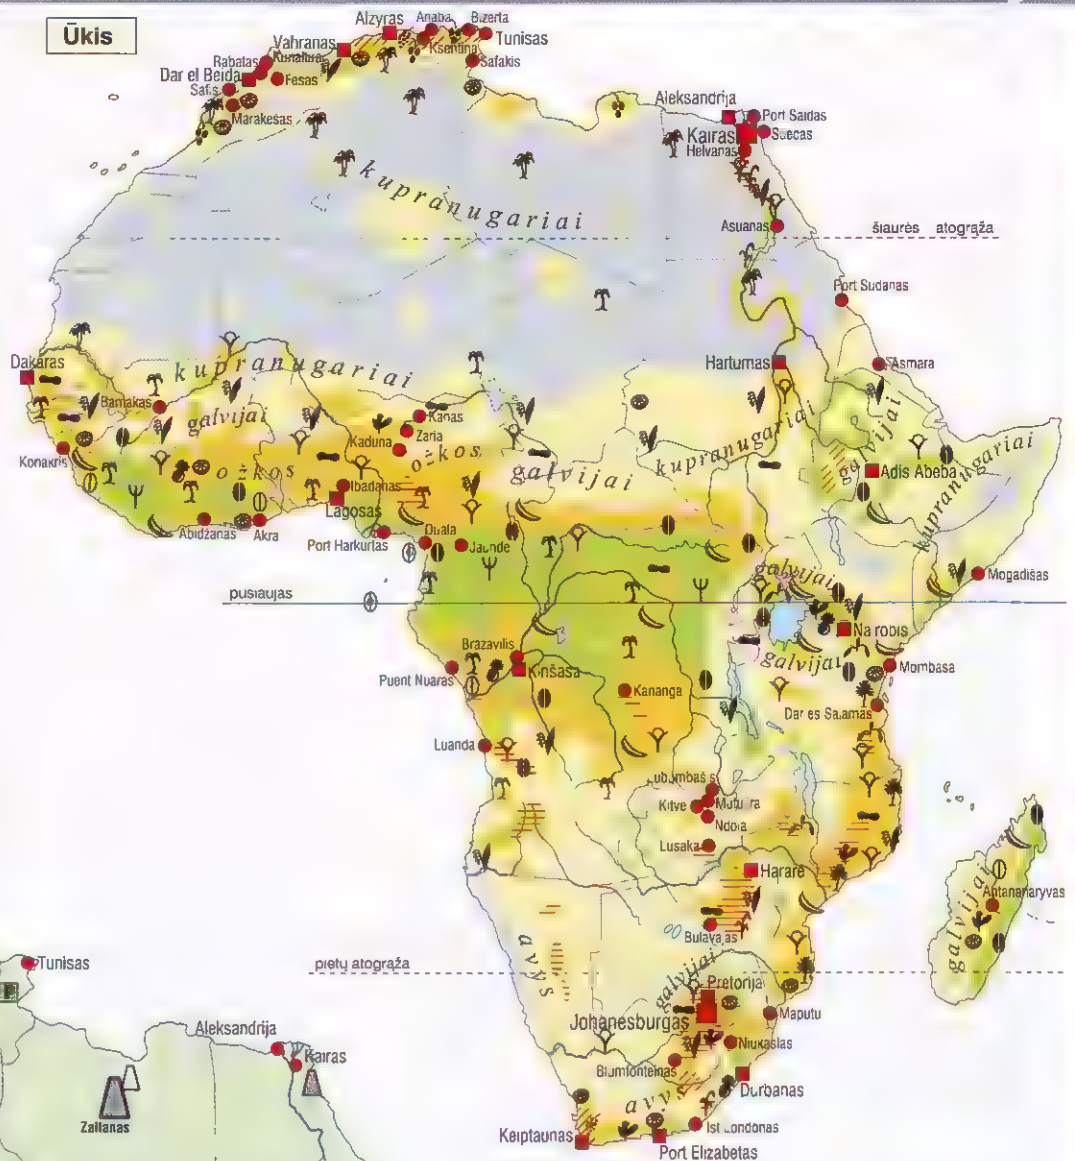 Ūkis
Alzyras
Anaba
Bizerta
Vahranas
Ksentina
Tunisas
Rabatas
Safakis
Dar el Beida
Fesas
Safis
Marakešas
Aleksandrija
Port Saidas
Kairas
Suecas
Helvanas
kupranugariai
Asuanas
šiaurės atogrąža
Port Sudanas
Dakaras
kupranugariai
Hartumas
Asmara
Bamakas
galvijai
Kanas
Kaduna
Zaria
kupranugariai
galvijai
Konakris
ožkos
ožkos
galvijai
Adis Abeba
kupranugariai
Ibadanas
Lagosas
Abidžanas
Akra
Port Harkurtas
Duala
Jaunde
galvijai
Mogadišas
pusiaujas
Nairobis
Brazavilis
galvijai
Puent Nuaras
Kinšasa
Mombasa
Kananga
Dar es Salamas
Luanda
Kitve
Mufulira
Ndola
Lusaka
Harare
galvijai
Antananaryvas
avys
Bulavajas
galvijai
pietų atogrąža
Pretorija
Johanesburgas
Maputu
Niukaslas
Blumfonteinas
Durbanas
avys
Ist Londonas
Keiptaunas
Port Elizabetas
Tunisas
Aleksandrija
Kairas